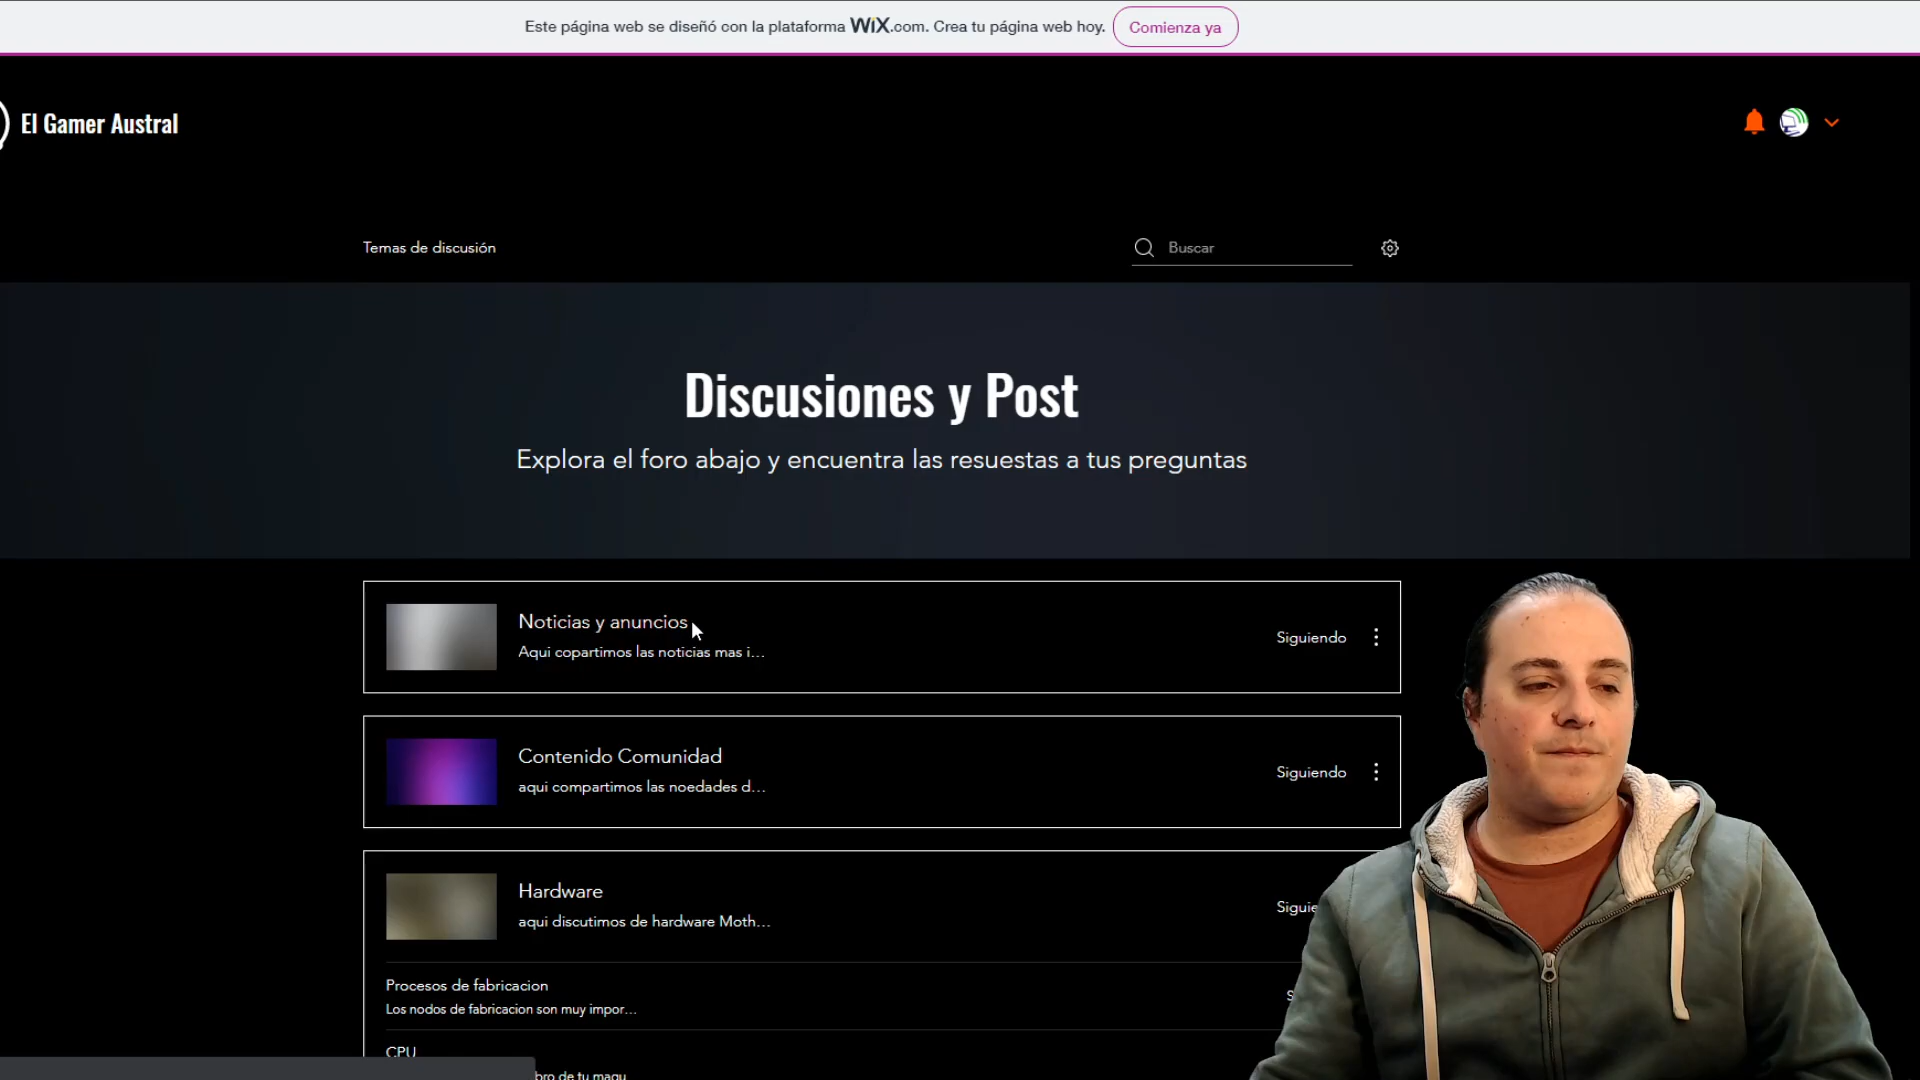 Este página web se diseñó con la plataforma WiX.com. Crea tu página web hoy. Comienza ya
El Gamer Austral
Temas de discusión
Buscar
Discusiones y Post
Explora el foro abajo y encuentra las resuestas a tus preguntas
Noticias y anuncios
Aqui copartimos las noticias mas i...
Siguiendo
Contenido Comunidad
aqui compartimos las noedades d...
Siguiendo
Hardware
aqui discutimos de hardware Moth...
Procesos de fabricacion
Los nodos de fabricacion son muy impor...
CPU